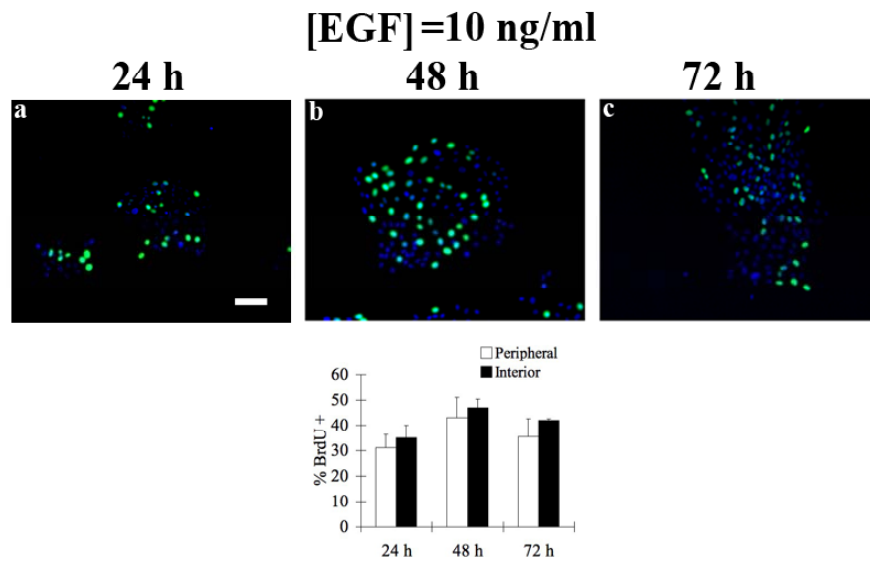 [EGF] =10 ng/ml
24 h 48 h 72 h
a b c
Peripheral
Interior
% BrdU +
60
50
40
30
20
10
0
24 h 48 h 72 h